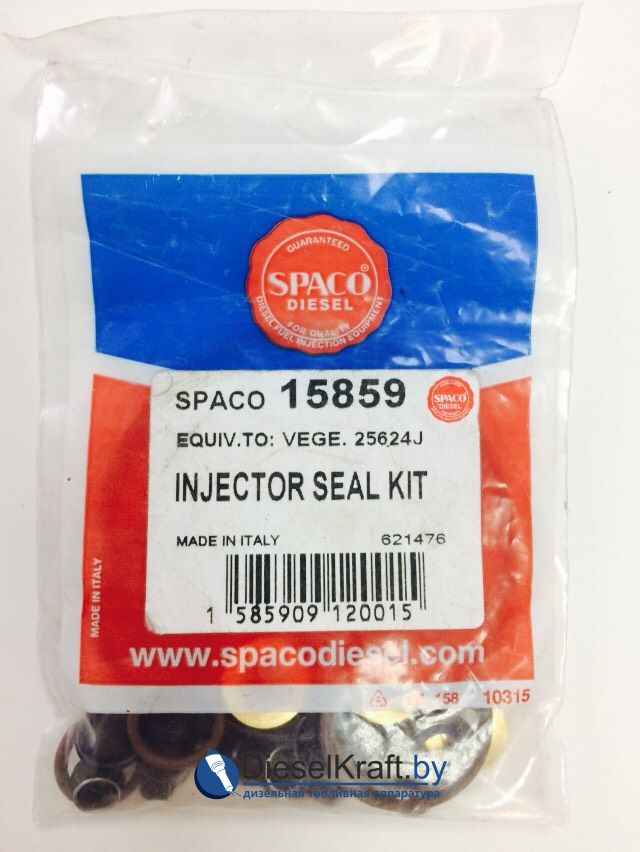 GUARANTEED
SPACO
DIESEL
FOR QUALITY
DIESEL FUEL INJECTION EQUIPMENT
SPACO 15859
SPACO
DIESEL
EQUIV.TO: VEGE. 25624J
INJECTOR SEAL KIT
MADE IN ITALY 621476
1 585909 120015
MADE IN ITALY
www.spacodiesel.com
158 10315
DieselKraft.by
дизельная топливная аппаратура